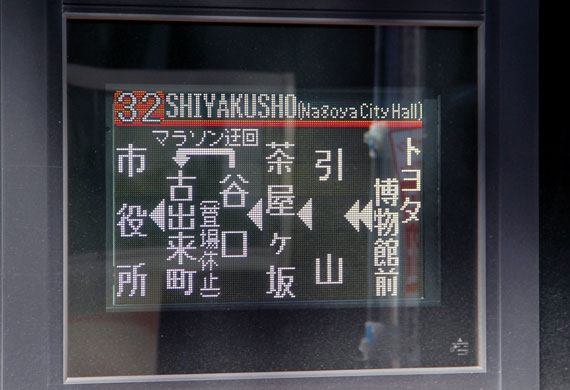 32 SHIYAKUSHO(Nagoya City Hall)
マラソン迂回
トヨタ
博物館前
引山
茶屋ヶ坂
谷口
(登場休止)
古出来町
市役所